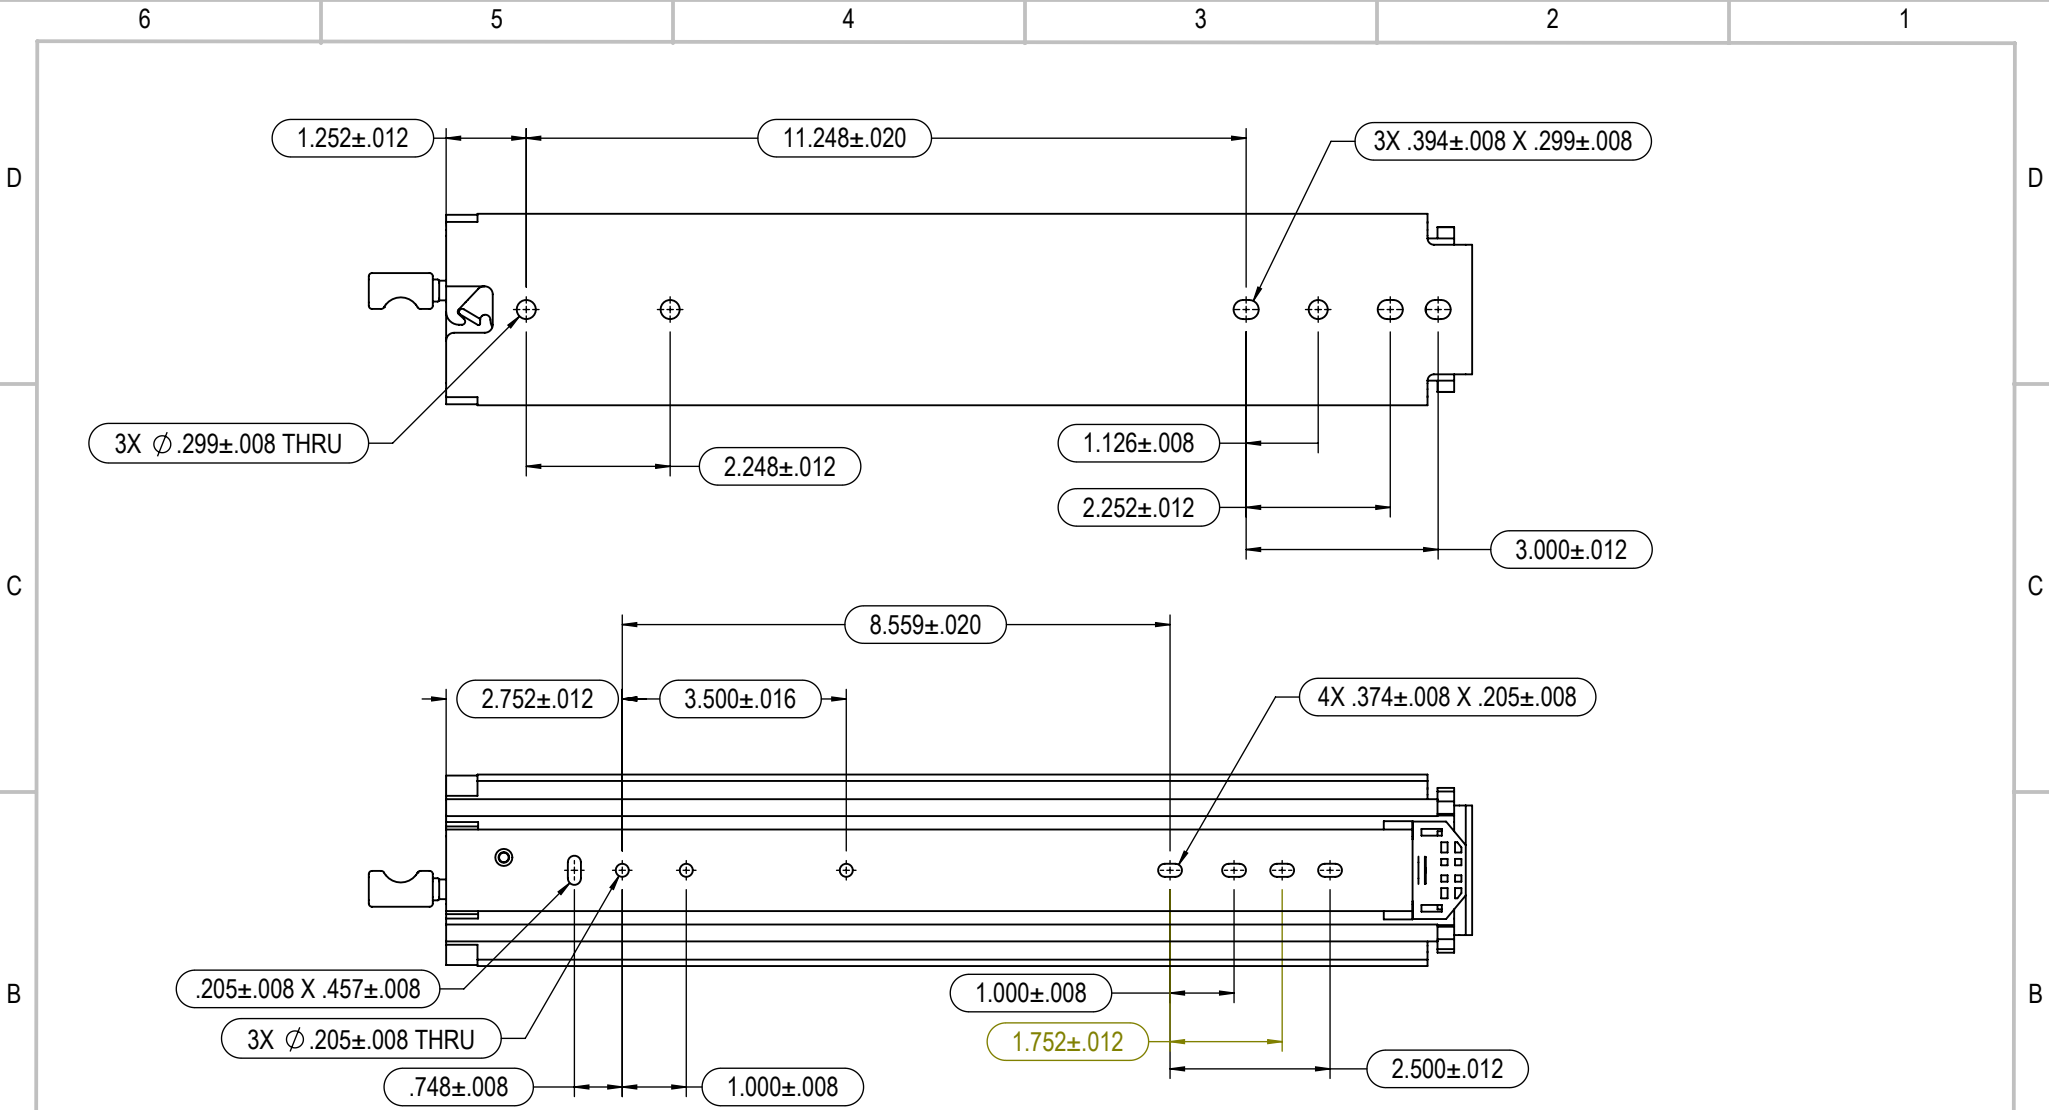 6 5 4 3 2 1
1.252±.012
11.248±.020
3X .394±.008 X .299±.008
D
D
3X ∅ .299±.008 THRU
1.126±.008
2.248±.012
2.252±.012
3.000±.012
C
C
8.559±.020
2.752±.012
3.500±.016
4X .374±.008 X .205±.008
.205±.008 X .457±.008
1.000±.008
B
B
3X ∅ .205±.008 THRU
1.752±.012
2.500±.012
.748±.008
1.000±.008